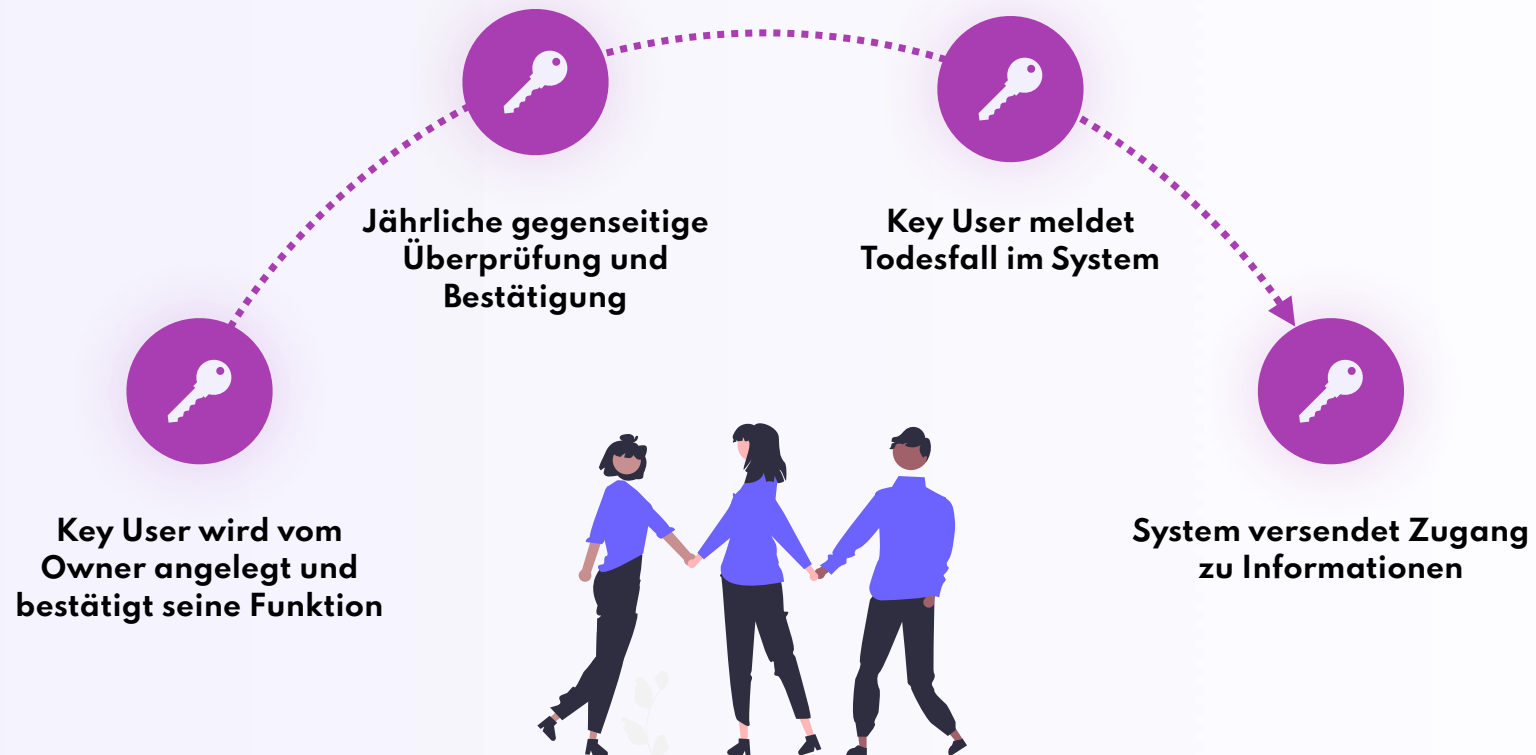 Jährliche gegenseitige
Überprüfung und
Bestätigung
Key User meldet
Todesfall im System
Key User wird vom
Owner angelegt und
bestätigt seine Funktion
System versendet Zugang
zu Informationen